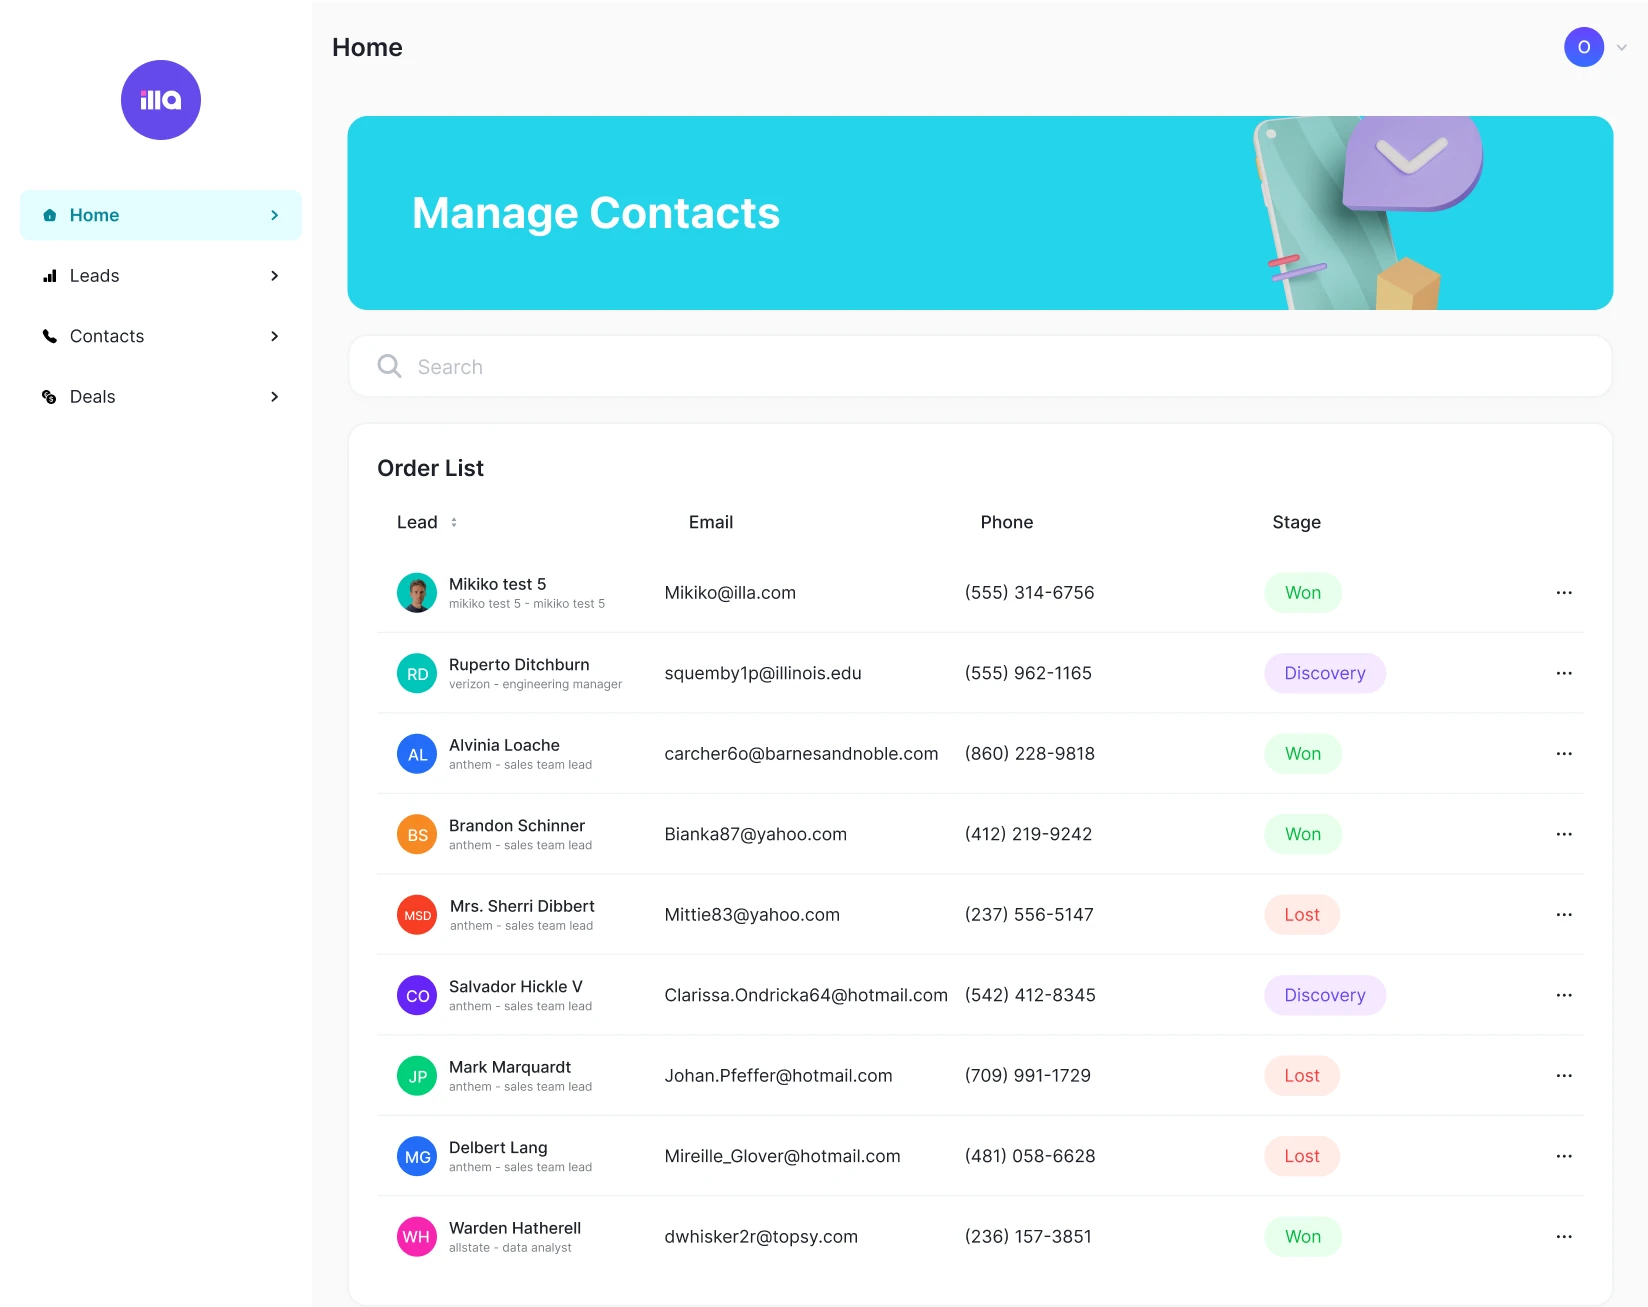 illa
Home
O
Home
Leads
Contacts
Deals
Manage Contacts
Search
Order List
Lead Email Phone Stage
Mikiko test 5
mikiko test 5 - mikiko test 5
Mikiko@illa.com (555) 314-6756 Won
RD
Ruperto Ditchburn
verizon - engineering manager
squemby1p@illinois.edu (555) 962-1165 Discovery
AL
Alvinia Loache
anthem - sales team lead
carcher6o@barnesandnoble.com (860) 228-9818 Won
BS
Brandon Schinner
anthem - sales team lead
Bianka87@yahoo.com (412) 219-9242 Won
MSD
Mrs. Sherri Dibbert
anthem - sales team lead
Mittie83@yahoo.com (237) 556-5147 Lost
CO
Salvador Hickle V
anthem - sales team lead
Clarissa.Ondricka64@hotmail.com (542) 412-8345 Discovery
JP
Mark Marquardt
anthem - sales team lead
Johan.Pfeffer@hotmail.com (709) 991-1729 Lost
MG
Delbert Lang
anthem - sales team lead
Mireille_Glover@hotmail.com (481) 058-6628 Lost
WH
Warden Hatherell
allstate - data analyst
dwhisker2r@topsy.com (236) 157-3851 Won